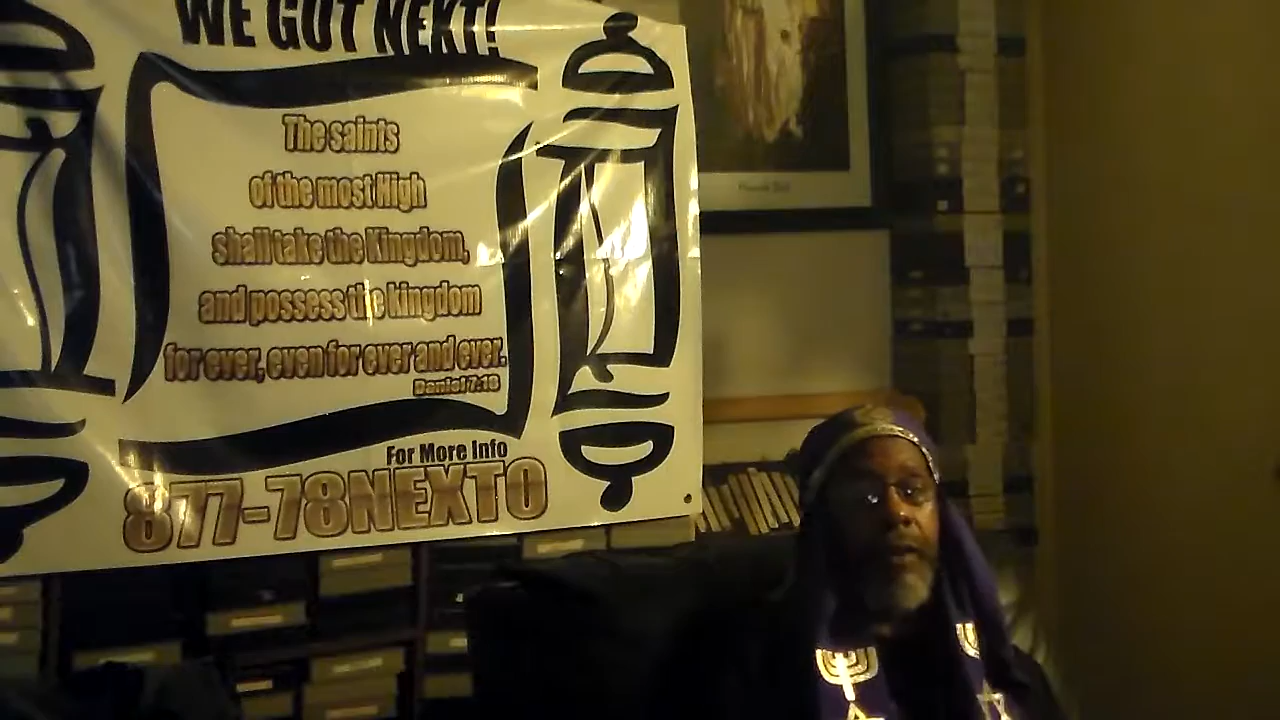 WE GOT NEXT!
The saints
of the most High
shall take the Kingdom,
and possess the kingdom
for ever, even for ever and ever.
Daniel 7:18
For More Info
877-78NEXTO